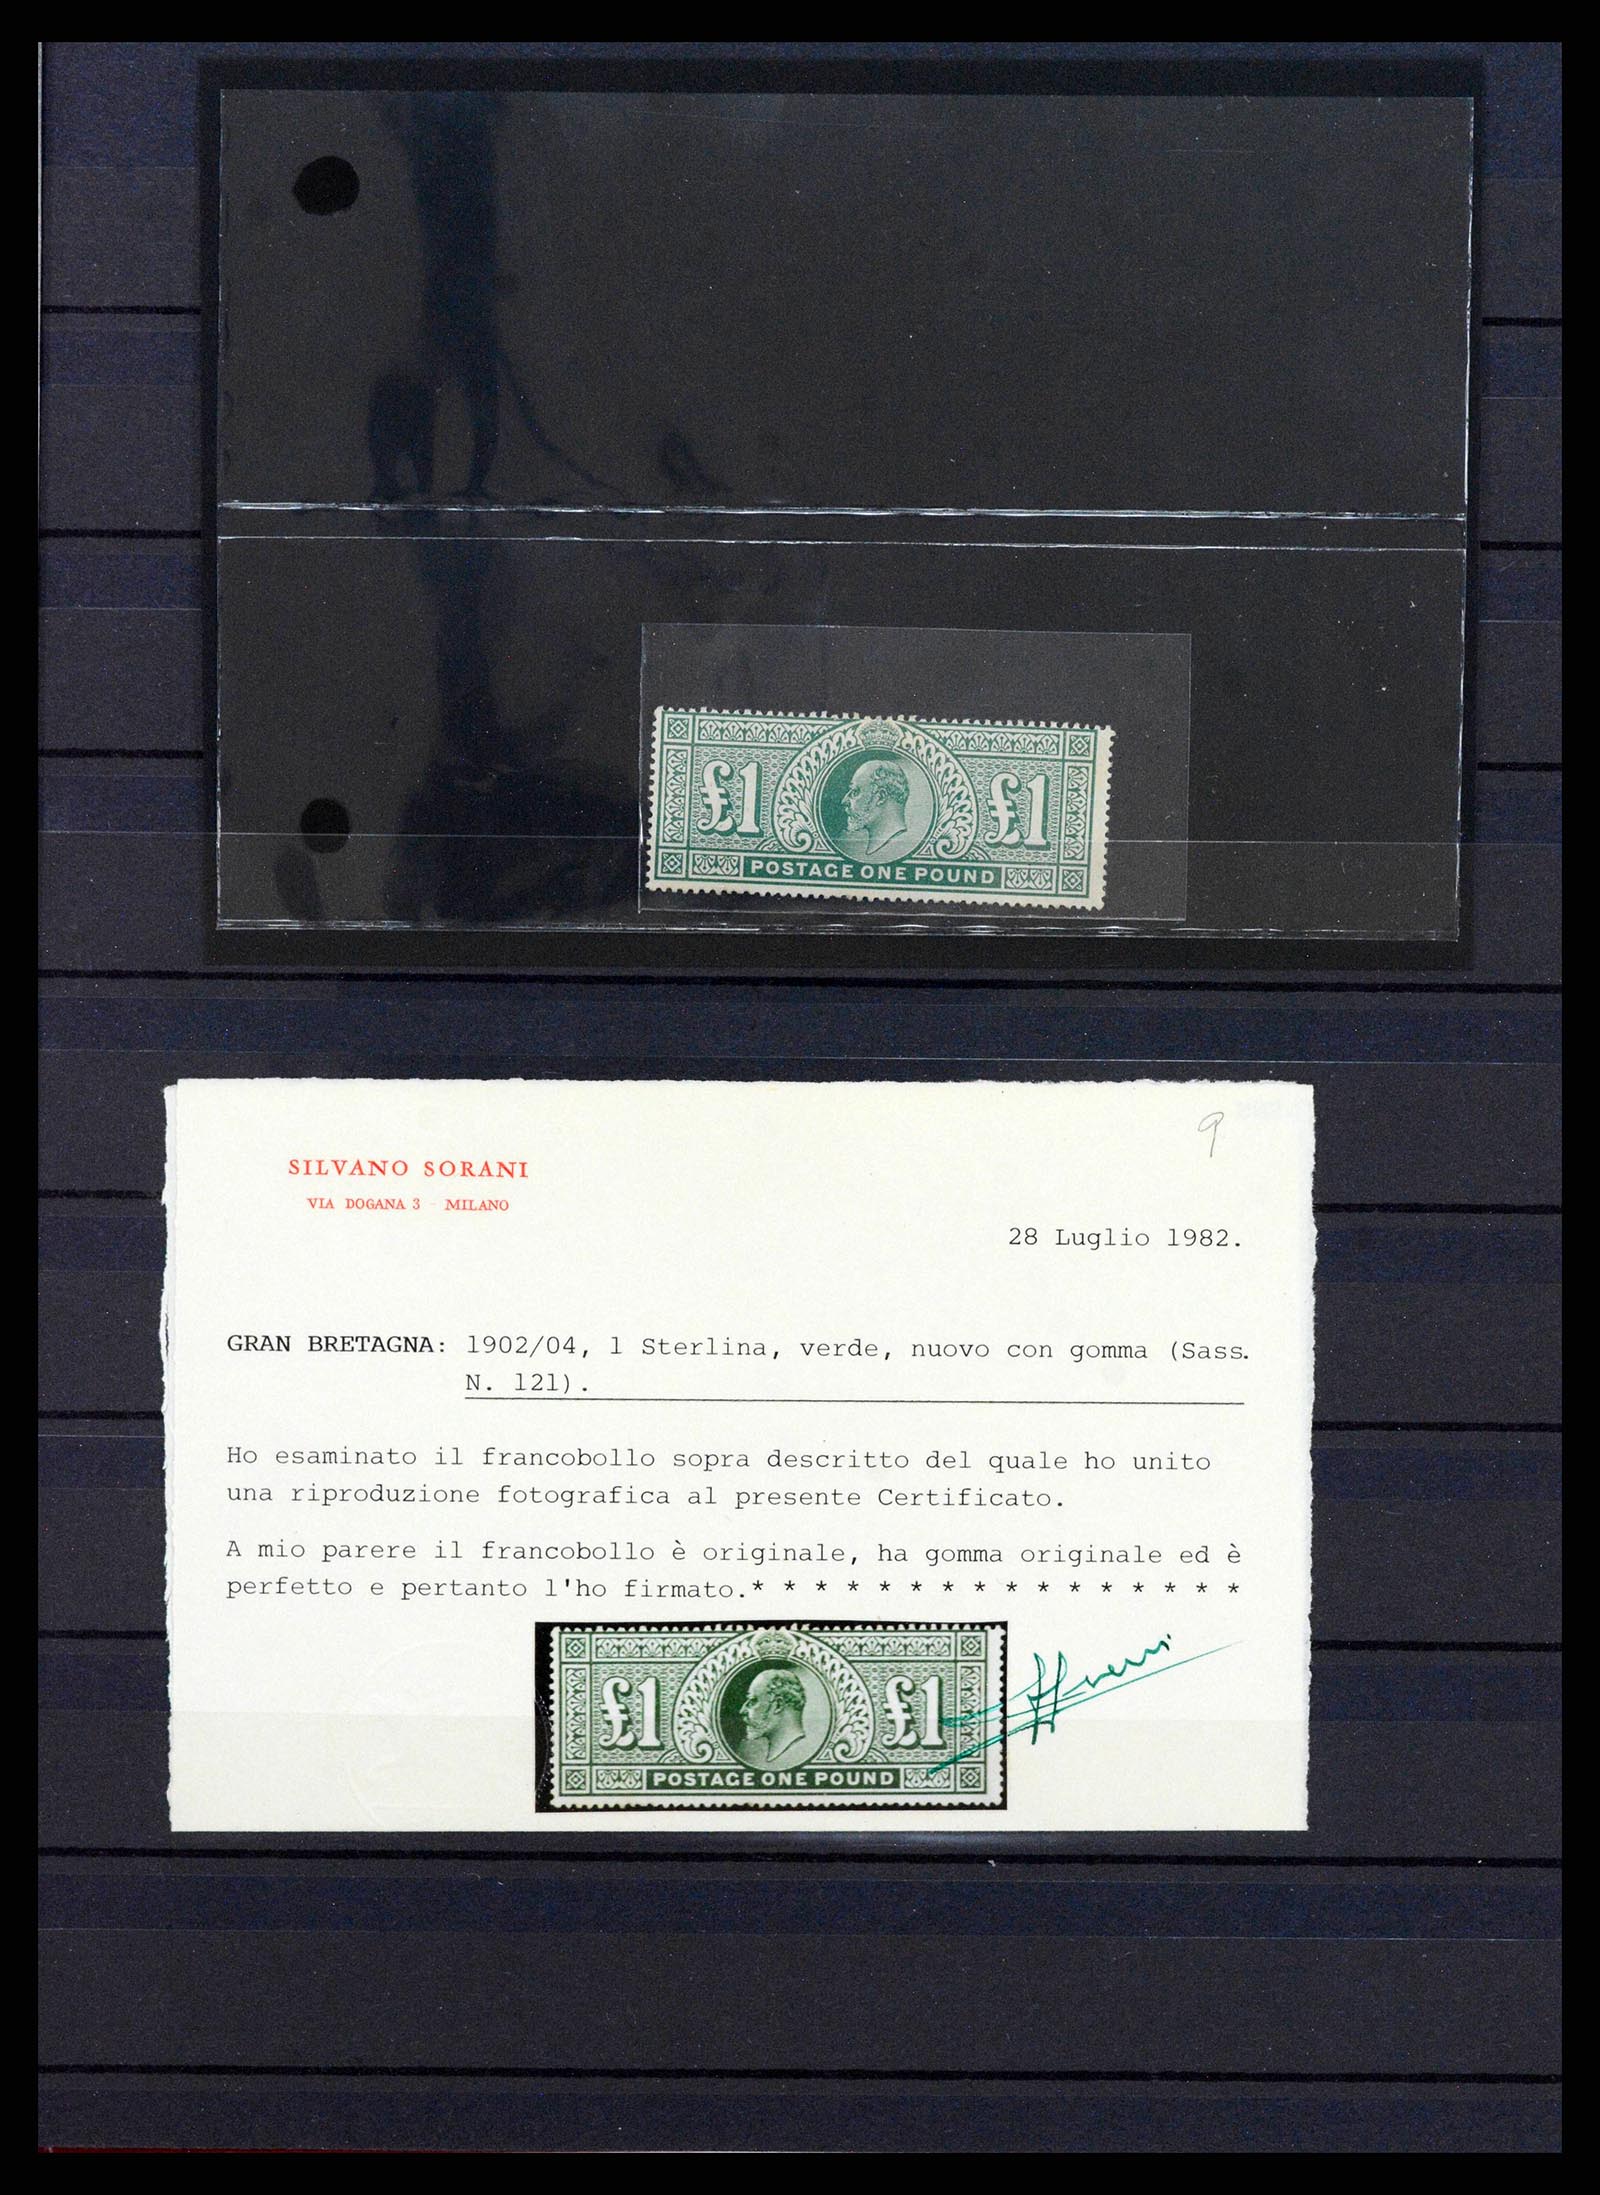 £1 £1
POSTAGE ONE POUND
9
SILVANO SORANI
VIA DOGANA 3 - MILANO
28 Luglio 1982.
GRAN BRETAGNA: 1902/04, 1 Sterlina, verde, nuovo con gomma (Sass.
N. 121).
Ho esaminato il francobollo sopra descritto del quale ho unito
una riproduzione fotografica al presente Certificato.
A mio parere il francobollo è originale, ha gomma originale ed è
perfetto e pertanto l'ho firmato.* * * * * * * * * * * * * * * *
£1 £1
POSTAGE ONE POUND